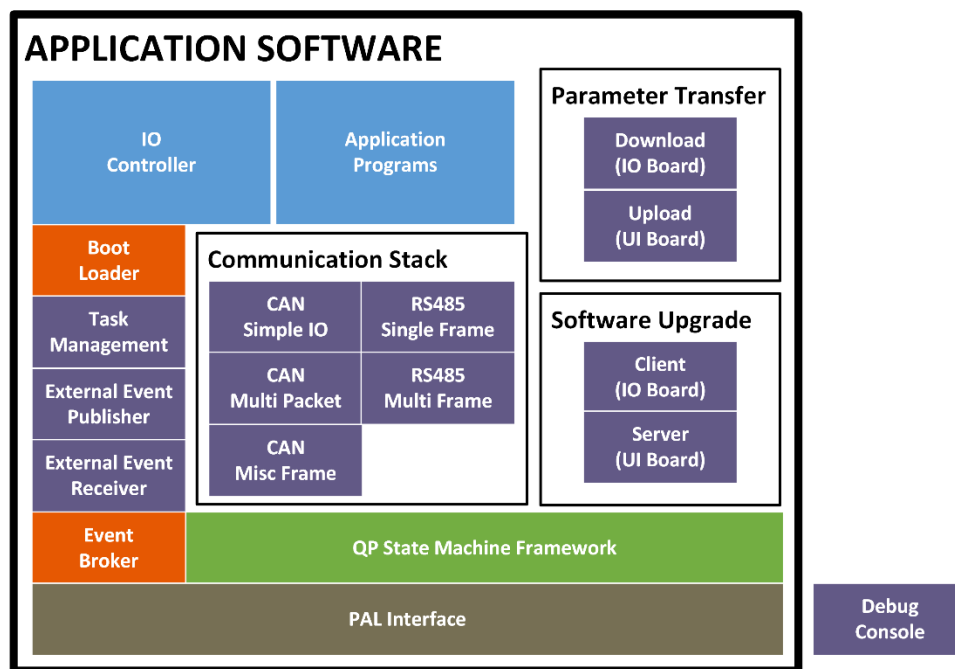 APPLICATION SOFTWARE
IO
Controller
Application
Programs
Parameter Transfer
Download
(IO Board)
Upload
(UI Board)
Boot
Loader
Task
Management
External Event
Publisher
External Event
Receiver
Communication Stack
CAN
Simple IO
RS485
Single Frame
CAN
Multi Packet
RS485
Multi Frame
CAN
Misc Frame
Software Upgrade
Client
(IO Board)
Server
(UI Board)
Event
Broker
QP State Machine Framework
PAL Interface
Debug
Console